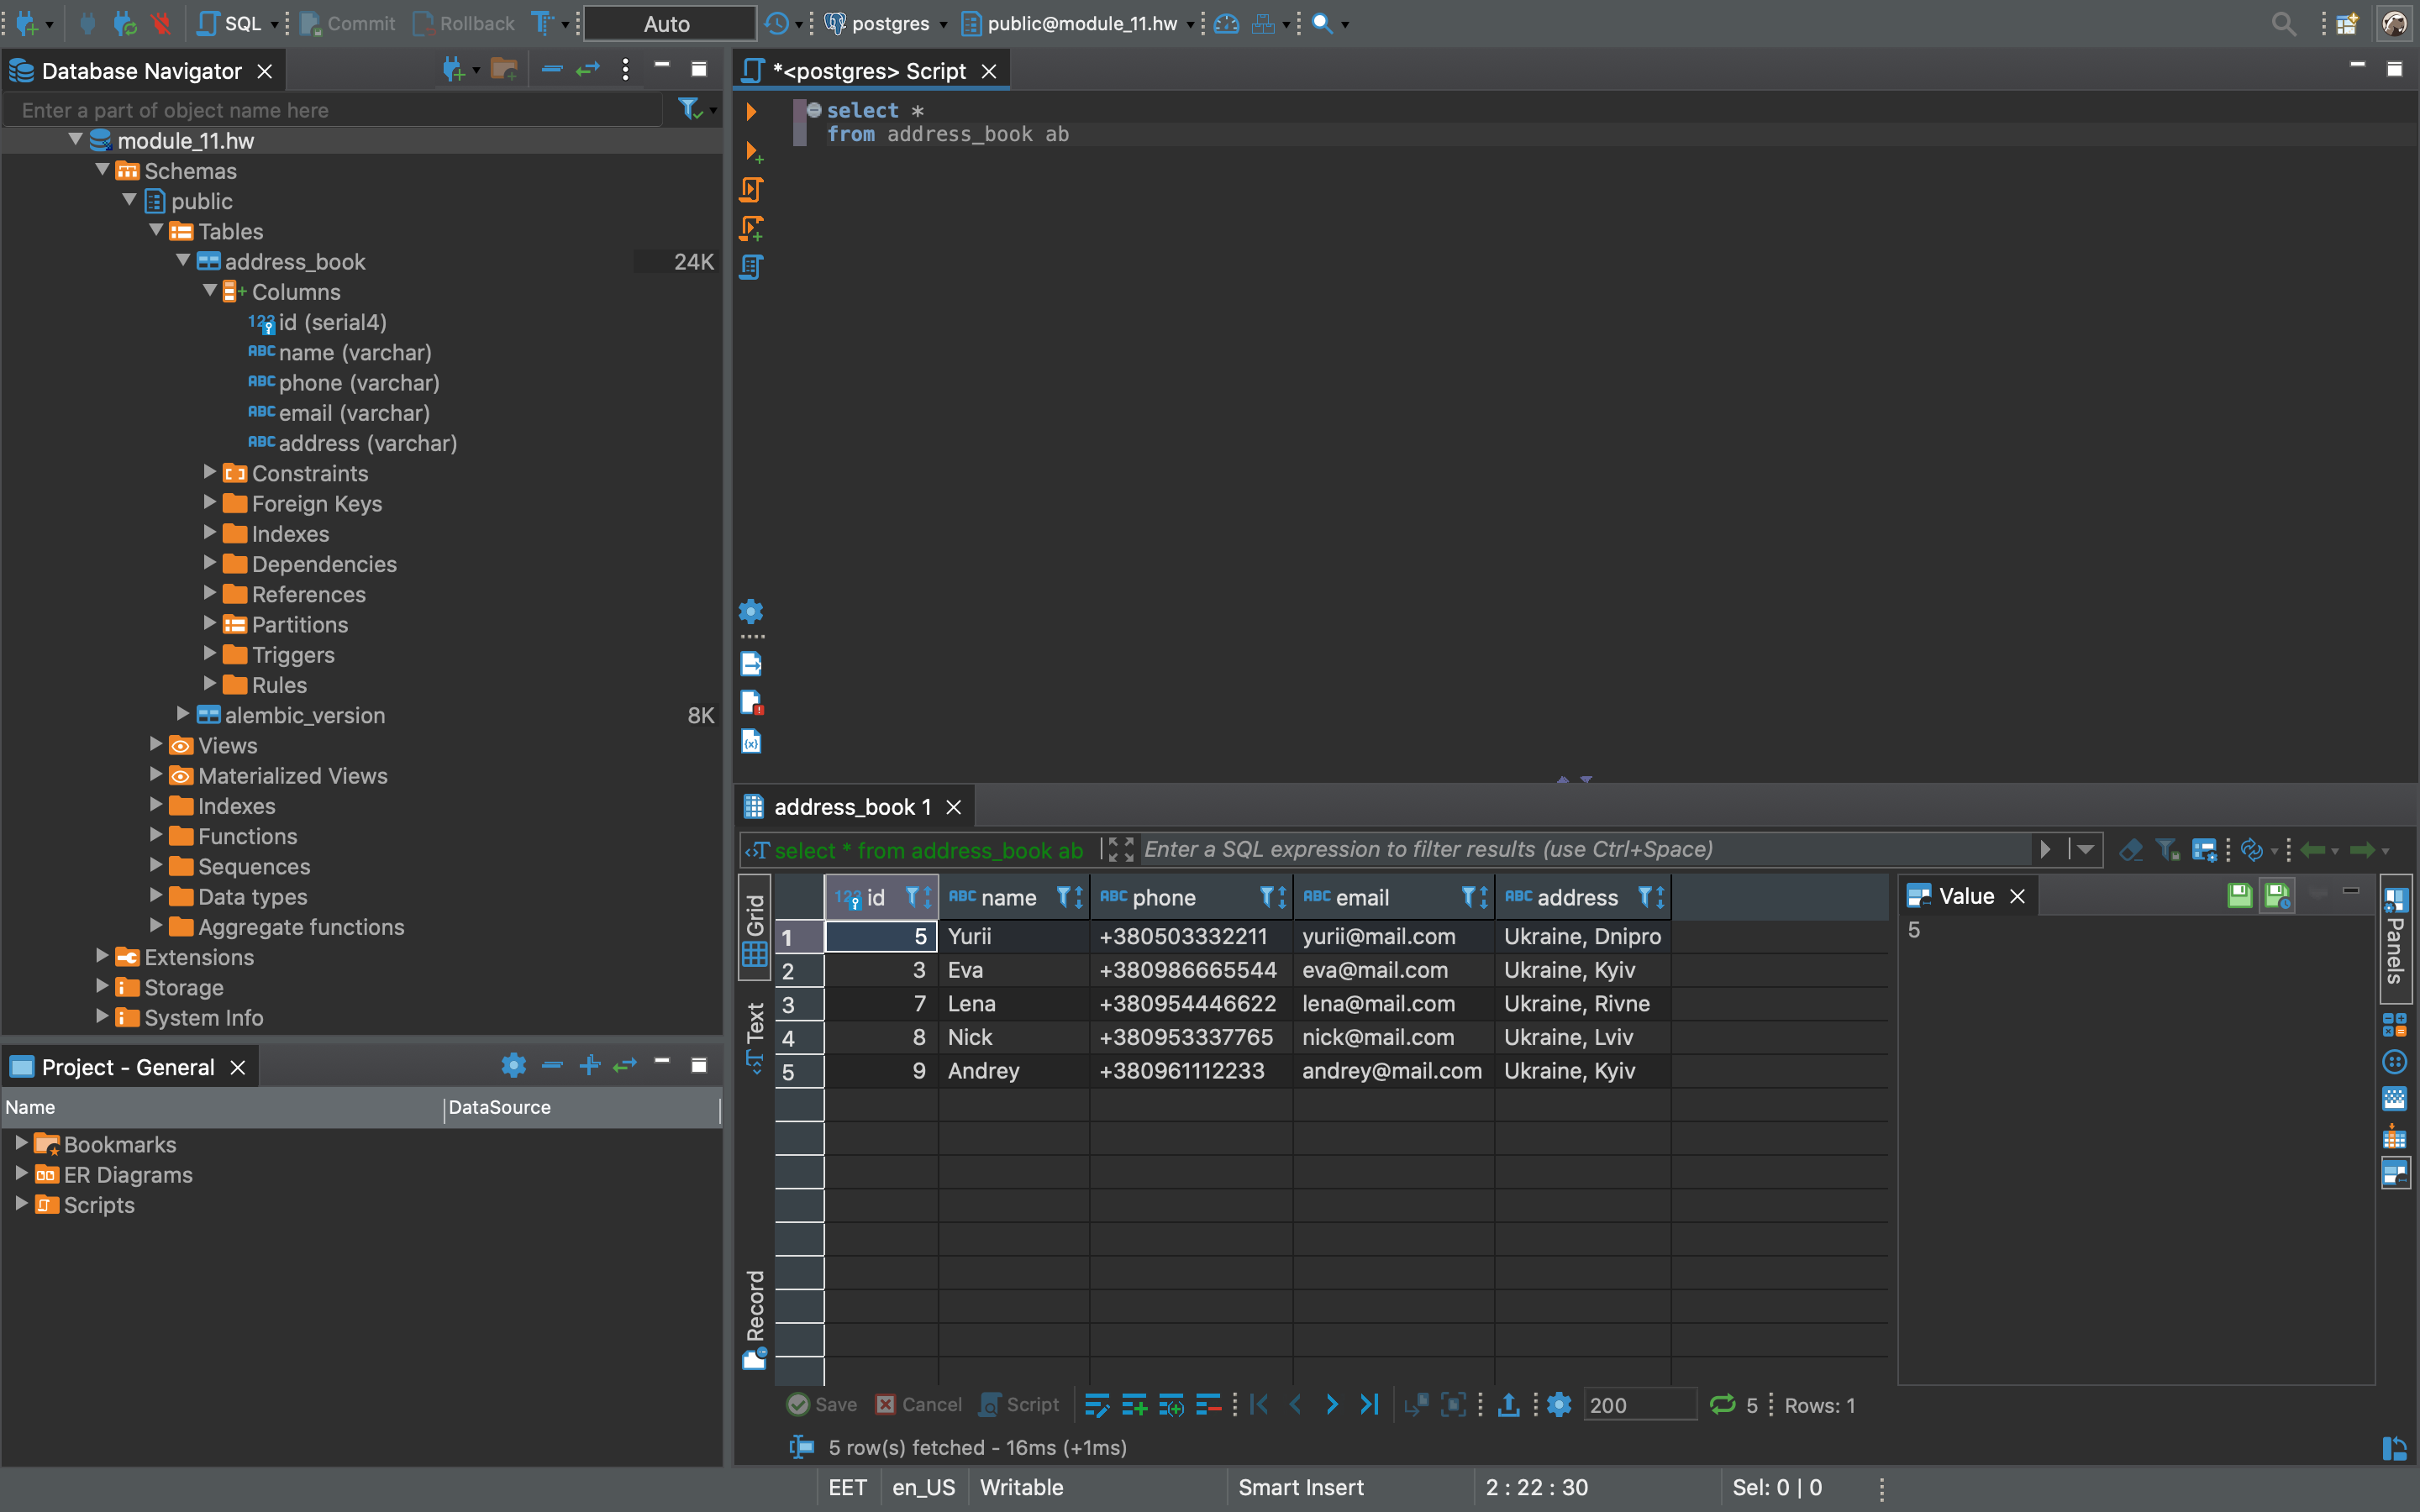 SQL Commit Rollback Auto postgres public@module_11.hw
Database Navigator
Enter a part of object name here
module_11.hw
Schemas
public
Tables
address_book 24K
Columns
id (serial4)
name (varchar)
phone (varchar)
email (varchar)
address (varchar)
Constraints
Foreign Keys
Indexes
Dependencies
References
Partitions
Triggers
Rules
alembic_version 8K
Views
Materialized Views
Indexes
Functions
Sequences
Data types
Aggregate functions
Extensions
Storage
System Info
Project - General
Name DataSource
Bookmarks
ER Diagrams
Scripts
*<postgres> Script
select *
from address_book ab
address_book 1
select * from address_book ab Enter a SQL expression to filter results (use Ctrl+Space)
Grid
Text
Record
123 id ABC name ABC phone ABC email ABC address
1 5 Yurii +380503332211 yurii@mail.com Ukraine, Dnipro
2 3 Eva +380986665544 eva@mail.com Ukraine, Kyiv
3 7 Lena +380954446622 lena@mail.com Ukraine, Rivne
4 8 Nick +380953337765 nick@mail.com Ukraine, Lviv
5 9 Andrey +380961112233 andrey@mail.com Ukraine, Kyiv
Value
5
Panels
Save Cancel Script 200 5 Rows: 1
5 row(s) fetched - 16ms (+1ms)
EET en_US Writable Smart Insert 2 : 22 : 30 Sel: 0 | 0